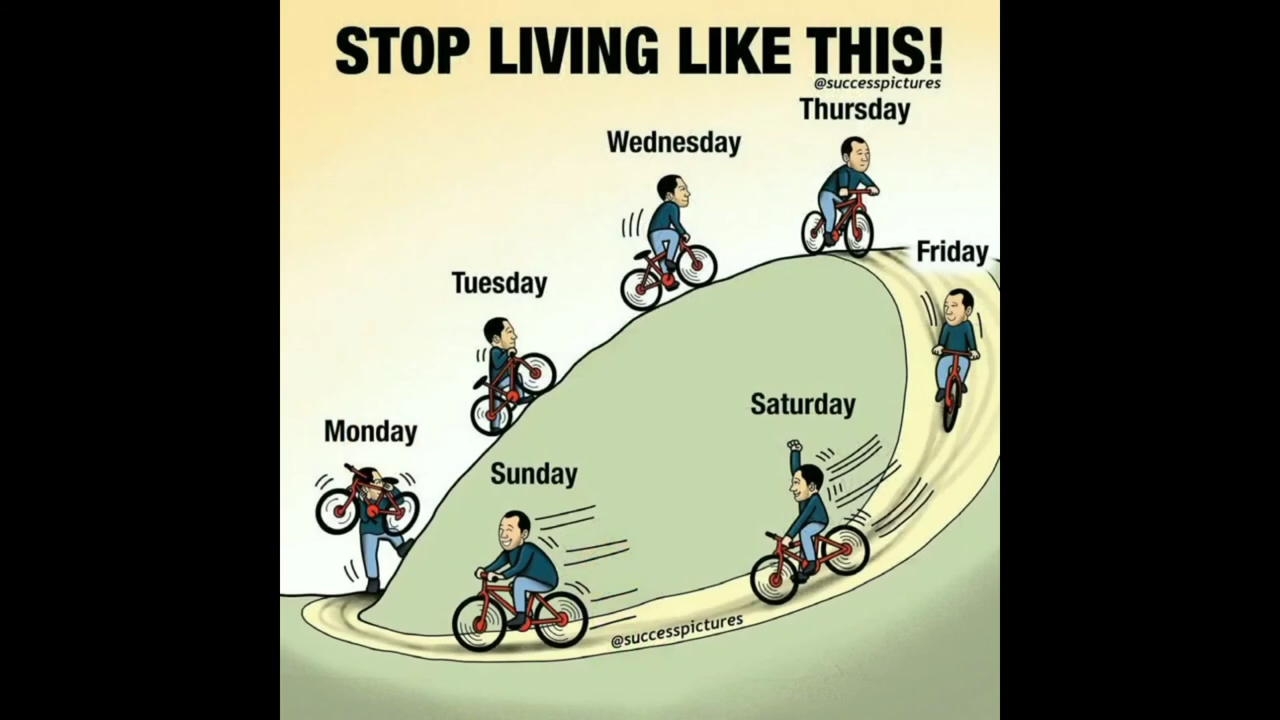 STOP LIVING LIKE THIS!
@successpictures
Thursday
Wednesday
Friday
Tuesday
Saturday
Monday
Sunday
@successpictures